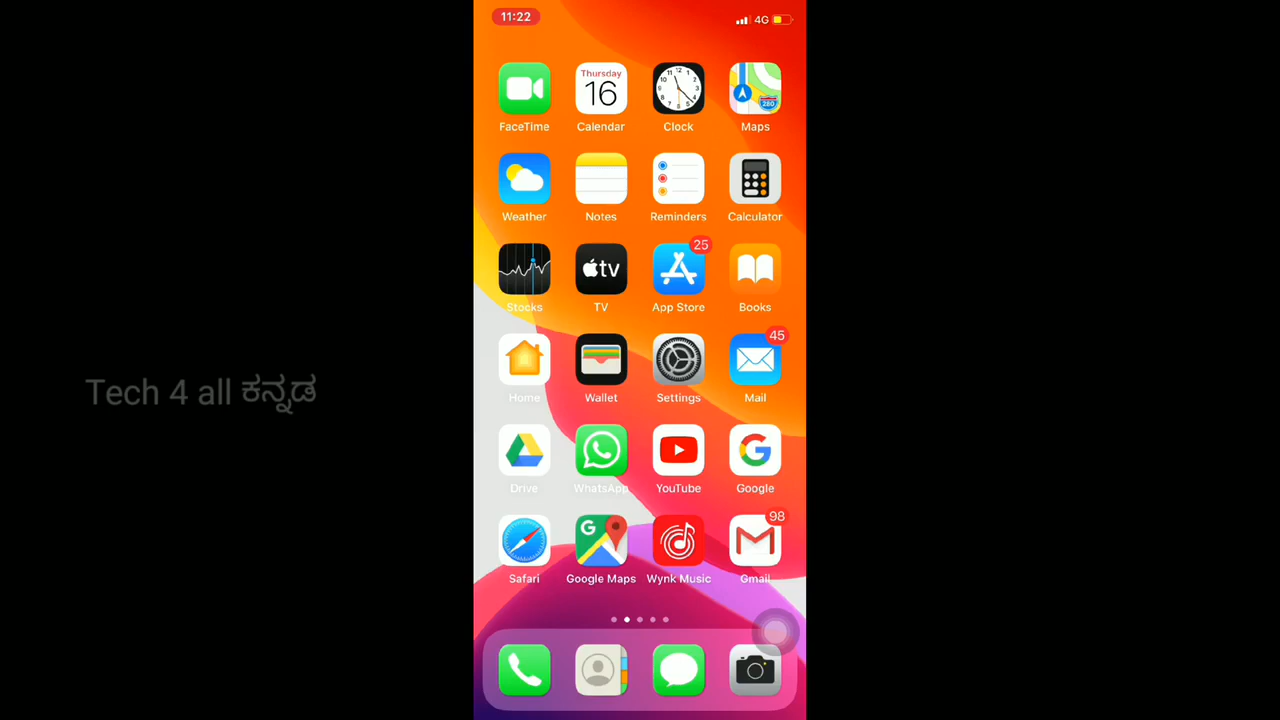 11:22
4G
Thursday
16
FaceTime
Calendar
Clock
Maps
280
Weather
Notes
Reminders
Calculator
tv
25
Stocks
TV
App Store
Books
45
Home
Wallet
Settings
Mail
Tech 4 all ಕನ್ನಡ
Drive
WhatsApp
YouTube
Google
G
98
Safari
Google Maps
Wynk Music
Gmail